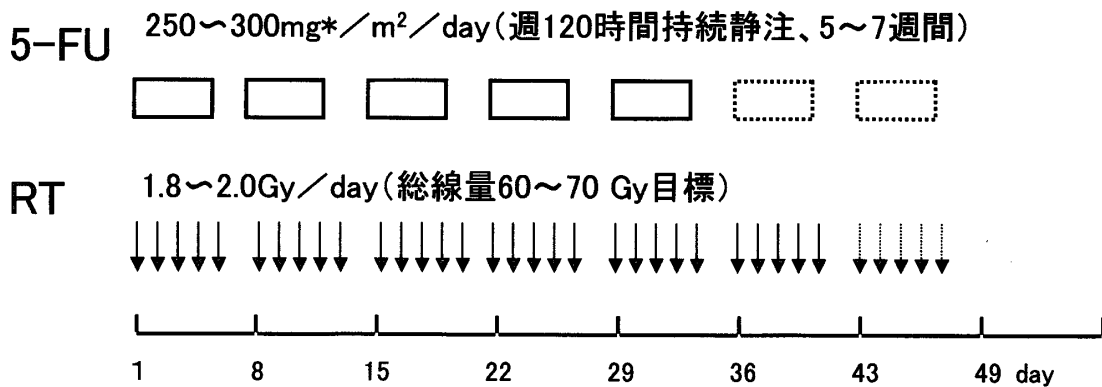 5-FU 250～300mg*／m²／day(週120時間持続静注、5～7週間)
RT 1.8～2.0Gy／day(総線量60～70 Gy目標)
1 8 15 22 29 36 43 49 day